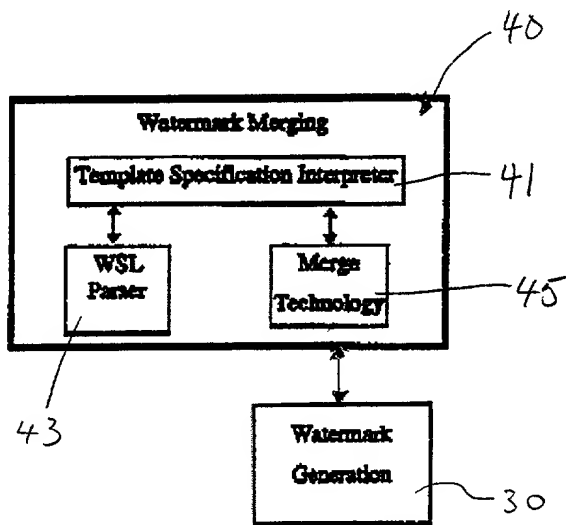 40
Watermark Merging
Template Specification Interpreter
41
WSL
Parser
Merge
Technology
45
43
Watermark
Generation
30